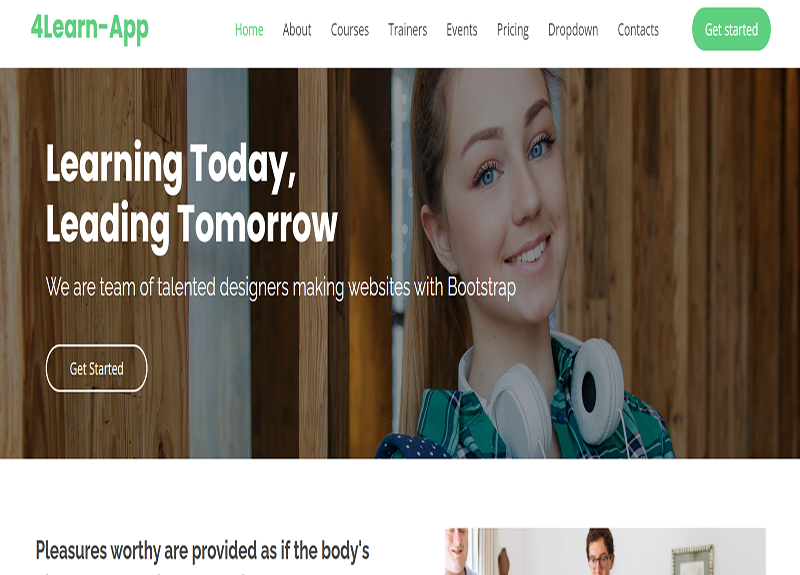 4Learn-App
Home About Courses Trainers Events Pricing Dropdown Contacts Get started
Learning Today,
Leading Tomorrow
We are team of talented designers making websites with Bootstrap
Get Started
Pleasures worthy are provided as if the body's